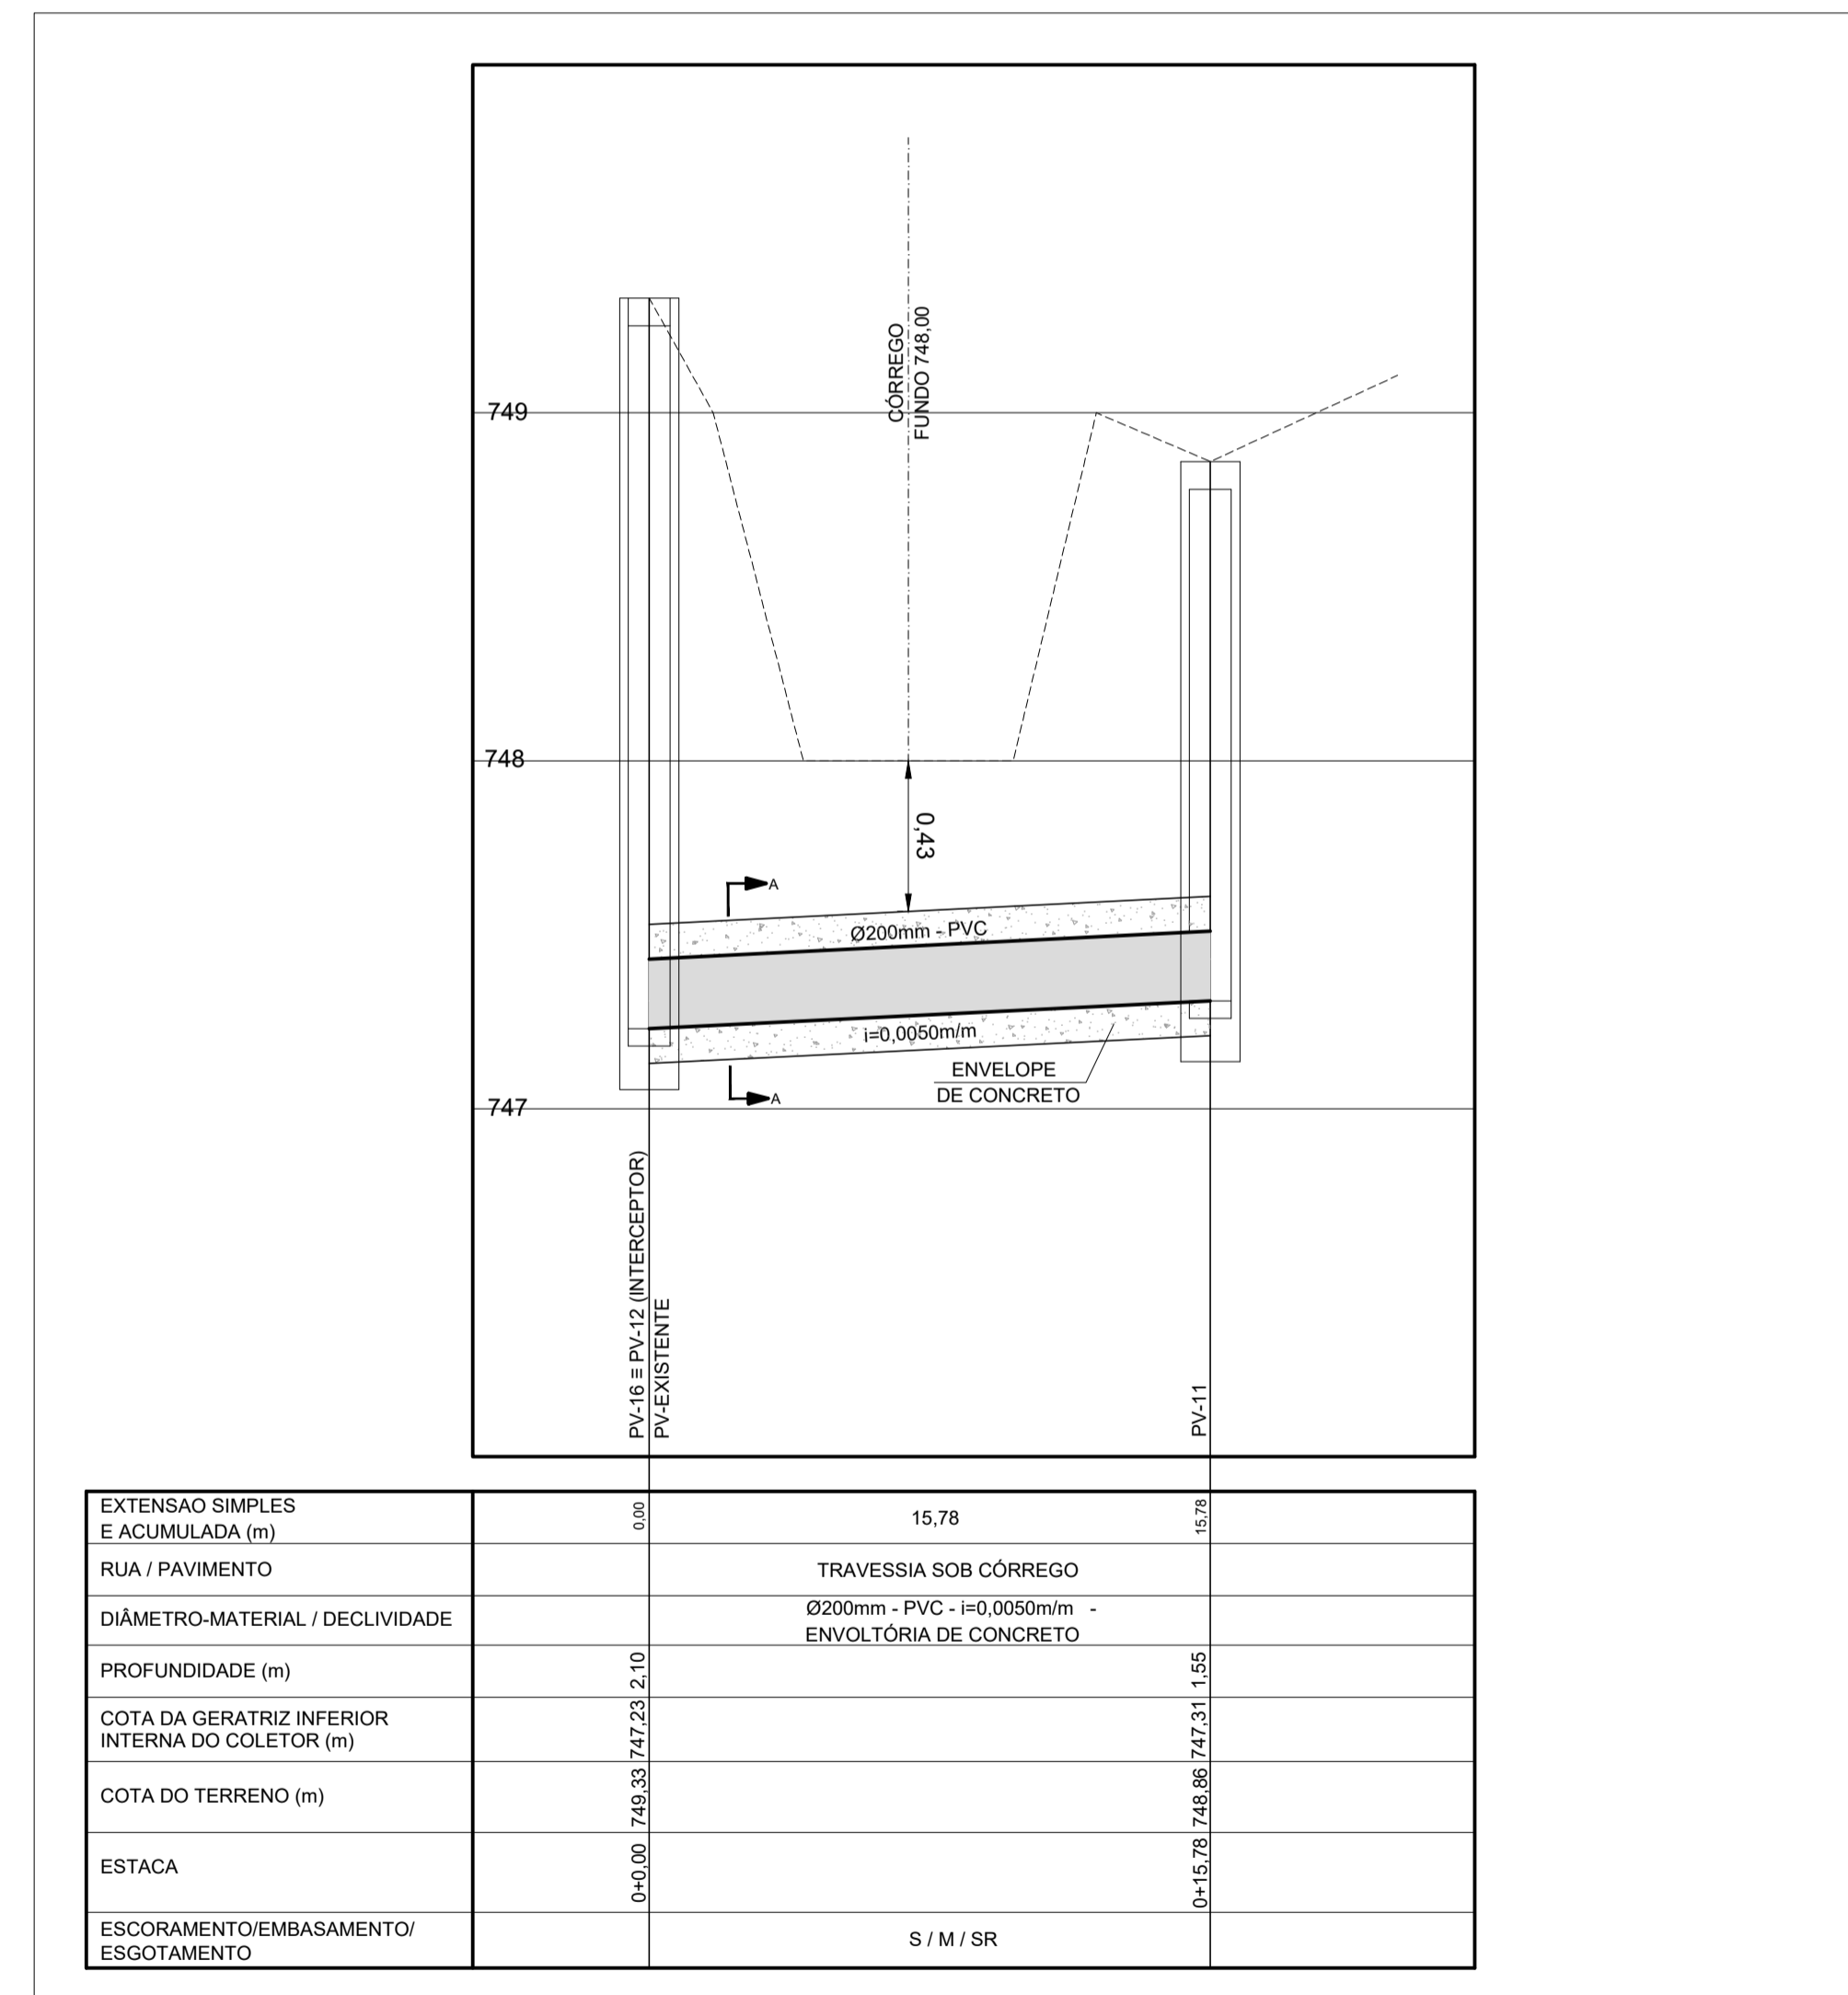 CÓRREGO
FUNDO 748,00
749
748
0,43
A
Ø200mm - PVC
i=0,0050m/m
ENVELOPE
DE CONCRETO
A
747
PV-16 ≡ PV-12 (INTERCEPTOR)
PV-EXISTENTE
PV-11
EXTENSAO SIMPLES
E ACUMULADA (m)
0,00
15,78
15,78
RUA / PAVIMENTO
TRAVESSIA SOB CÓRREGO
DIÂMETRO-MATERIAL / DECLIVIDADE
Ø200mm - PVC - i=0,0050m/m -
ENVOLTÓRIA DE CONCRETO
PROFUNDIDADE (m)
2,10
1,55
COTA DA GERATRIZ INFERIOR
INTERNA DO COLETOR (m)
747,23
747,31
COTA DO TERRENO (m)
749,33
748,86
ESTACA
0+0,00
0+15,78
ESCORAMENTO/EMBASAMENTO/
ESGOTAMENTO
S / M / SR